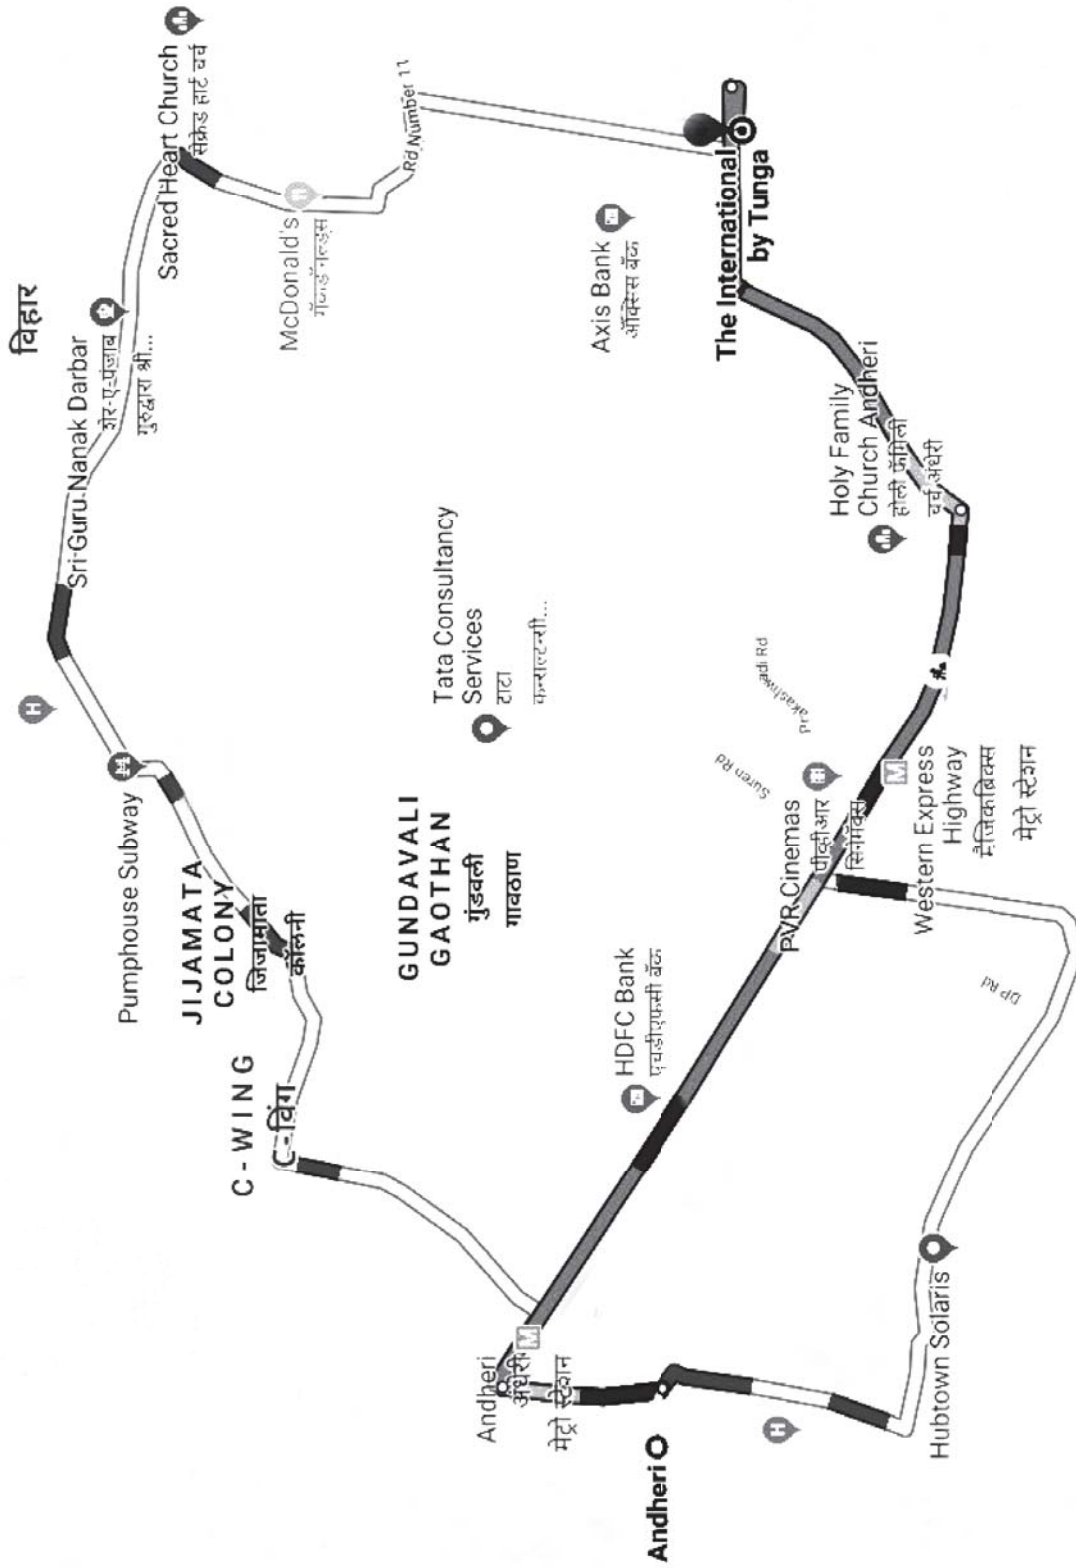 विहार
Sri Guru Nanak Darbar
शेर-ए-पंजाब
गुरुद्वारा श्री...
H
Pumphouse Subway
Sacred Heart Church
सेक्रेड हार्ट चर्च
JIJAMATA
COLONY
जिजामाता
कॉलनी
C-WING
C-विंग
McDonald's
Rd Number 11
GUNDAVALI
GAOTHAN
गुंडवली
गावठाण
Tata Consultancy
Services
टाटा
कन्सल्टन्सी...
Andheri
अंधेरी
मेट्रो स्टेशन
M
HDFC Bank
एचडीएफसी बँक
Axis Bank
ॲक्सिस बँक
Andheri
Suren Rd
Prakashwadi Rd
The International
by Tunga
PVR Cinemas
पीव्हीआर
सिनेमॅक्स
H
Holy Family
Church Andheri
होली फॅमिली
चर्च अंधेरी
M
Western Express
Highway
मॅजिकब्रिक्स
मेट्रो स्टेशन
Hubtown Solaris
DP Rd